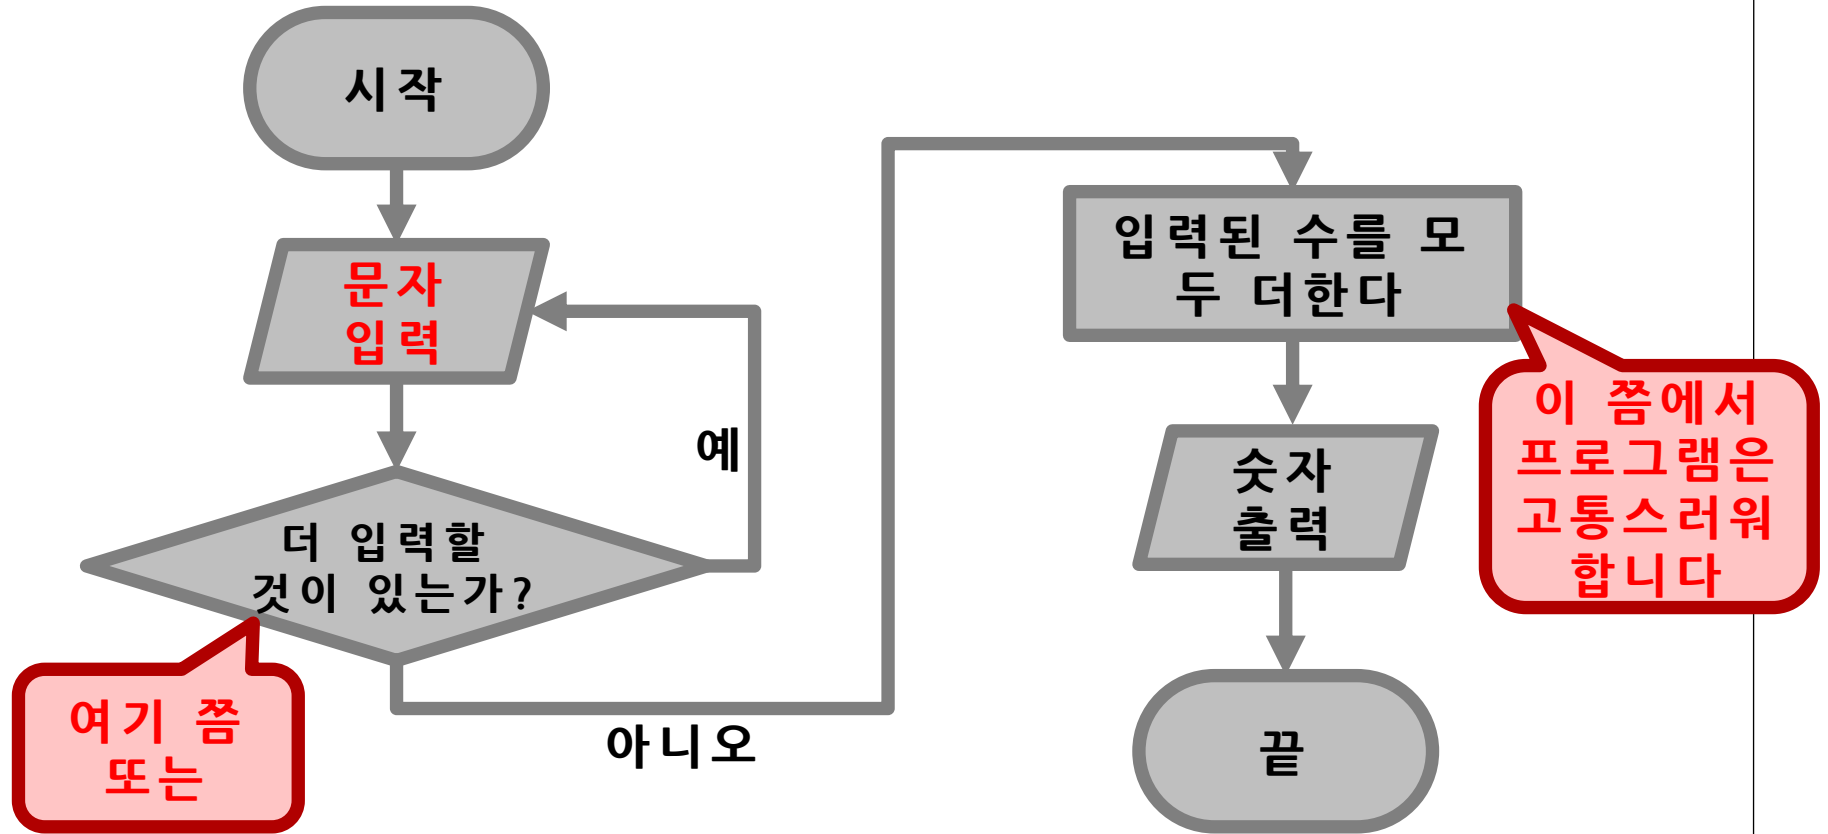 시작
문자
입력
예
더 입력할
것이 있는가?
여기 쯤
또는
아니오
입력된 수를 모
두 더한다
이 쯤에서
프로그램은
고통스러워
합니다
숫자
출력
끝